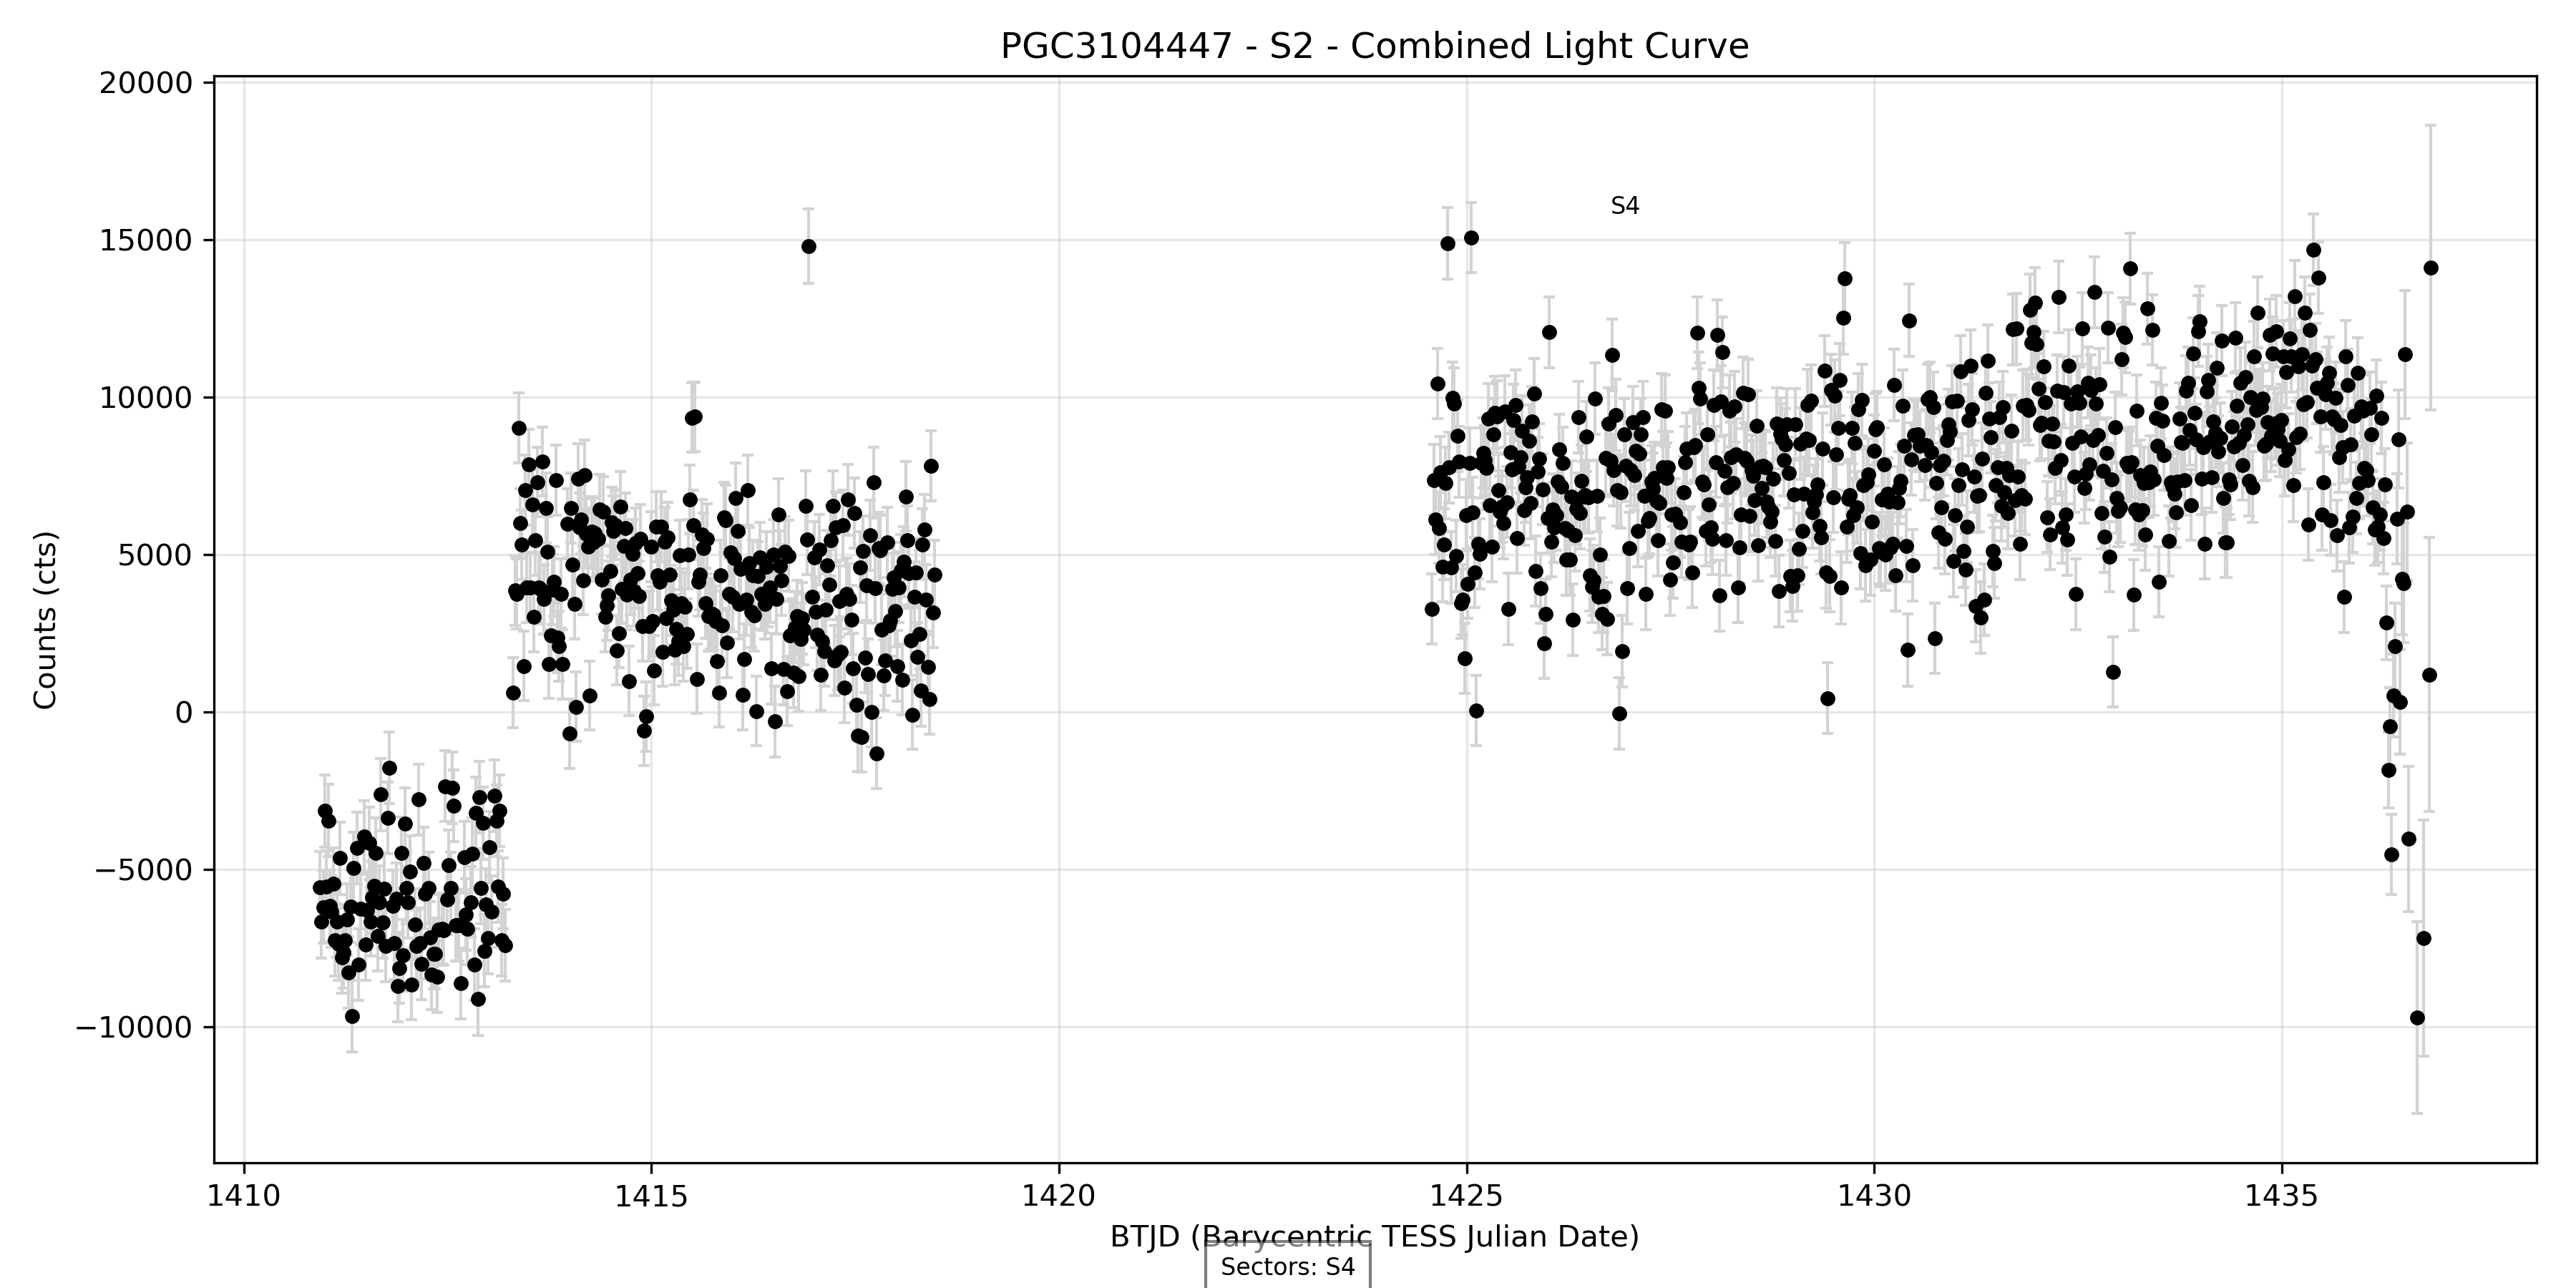 PGC3104447 - S2 - Combined Light Curve
20000
15000
10000
5000
0
−5000
−10000
Counts (cts)
S4
1410 1415 1420 1425 1430 1435
BTJD (Barycentric TESS Julian Date)
Sectors: S4